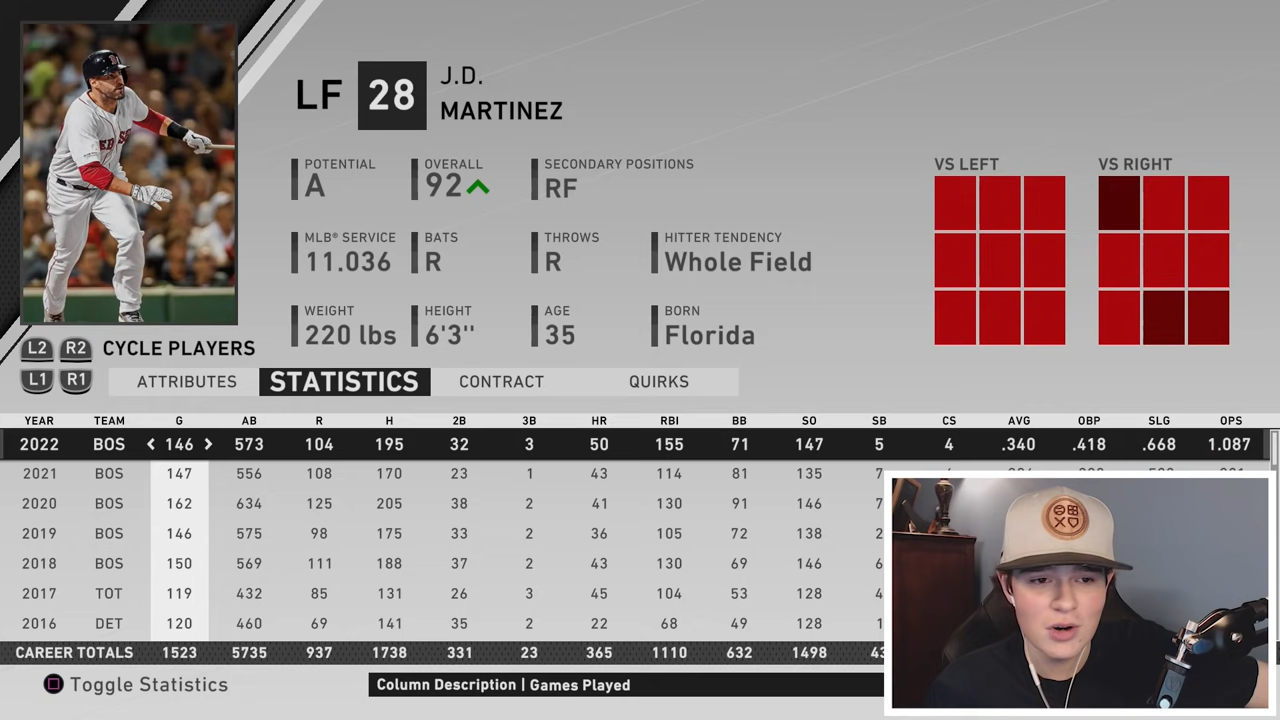 LF 28 J.D. MARTINEZ
POTENTIAL OVERALL SECONDARY POSITIONS
A 92 RF
MLB® SERVICE BATS THROWS HITTER TENDENCY
11.036 R R Whole Field
WEIGHT HEIGHT AGE BORN
220 lbs 6'3'' 35 Florida
VS LEFT VS RIGHT
L2 R2 CYCLE PLAYERS
L1 R1 ATTRIBUTES STATISTICS CONTRACT QUIRKS
YEAR TEAM G AB R H 2B 3B HR RBI BB SO SB CS AVG OBP SLG OPS
2022 BOS < 146 > 573 104 195 32 3 50 155 71 147 5 4 .340 .418 .668 1.087
2021 BOS 147 556 108 170 23 1 43 114 81 135 7
2020 BOS 162 634 125 205 38 2 41 130 91 146 7
2019 BOS 146 575 98 175 33 2 36 105 72 138 2
2018 BOS 150 569 111 188 37 2 43 130 69 146 6
2017 TOT 119 432 85 131 26 3 45 104 53 128 4
2016 DET 120 460 69 141 35 2 22 68 49 128 1
CAREER TOTALS 1523 5735 937 1738 331 23 365 1110 632 1498 43
Toggle Statistics
Column Description | Games Played